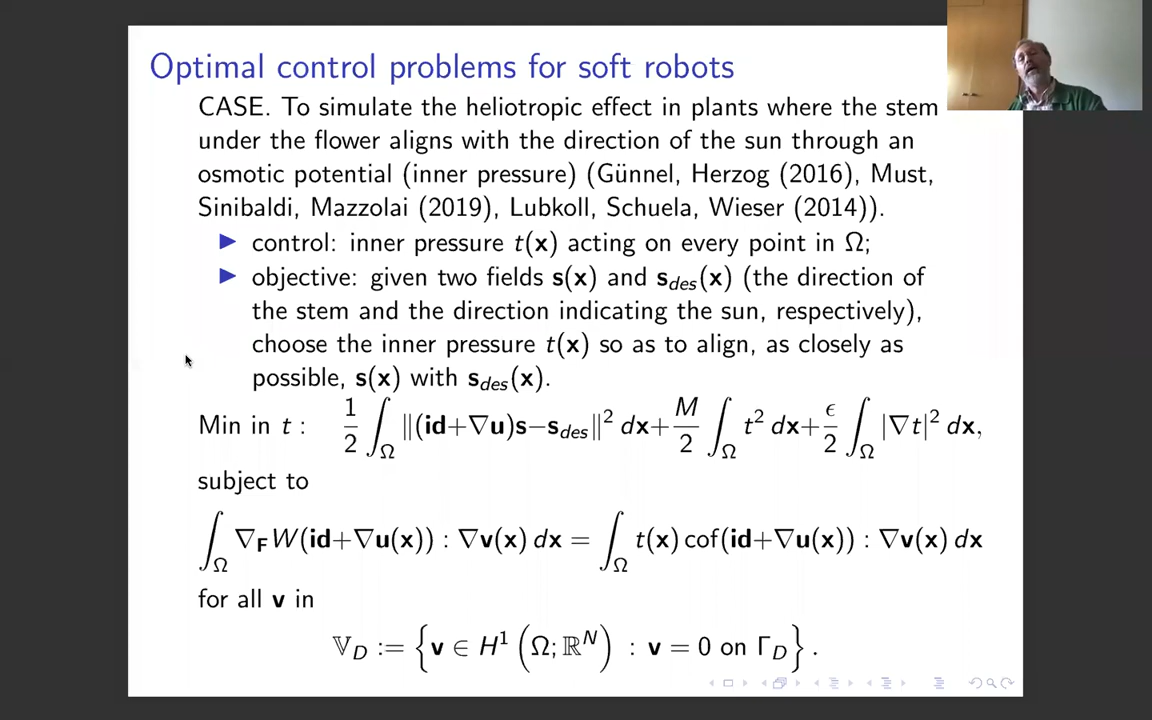 Optimal control problems for soft robots
CASE. To simulate the heliotropic effect in plants where the stem
under the flower aligns with the direction of the sun through an
osmotic potential (inner pressure) (Günnel, Herzog (2016), Must,
Sinibaldi, Mazzolai (2019), Lubkoll, Schuela, Wieser (2014)).
▶ control: inner pressure t(x) acting on every point in Ω;
▶ objective: given two fields s(x) and s_des(x) (the direction of
the stem and the direction indicating the sun, respectively),
choose the inner pressure t(x) so as to align, as closely as
possible, s(x) with s_des(x).
Min in t : 1/2 ∫_Ω ‖(id+∇u)s−s_des‖² dx+ M/2 ∫_Ω t² dx+ ϵ/2 ∫_Ω |∇t|² dx,
subject to
∫_Ω ∇_F W(id+∇u(x)) : ∇v(x) dx = ∫_Ω t(x) cof(id+∇u(x)) : ∇v(x) dx
for all v in
𝕍_D := {v ∈ H¹ (Ω; ℝ^N) : v = 0 on Γ_D} .